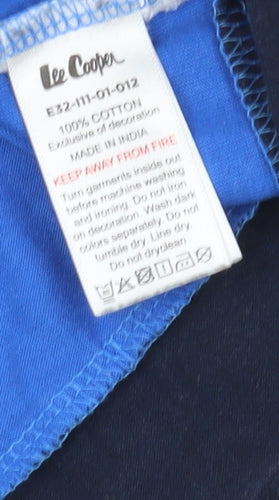 Lee Cooper
E32-111-01-012
100% COTTON
Exclusive of decoration
MADE IN INDIA
KEEP AWAY FROM FIRE
Turn garments inside out
before machine washing
and ironing. Do not iron
on decoration. Wash dark
colors separately. Do not
tumble dry. Line dry.
Do not dryclean